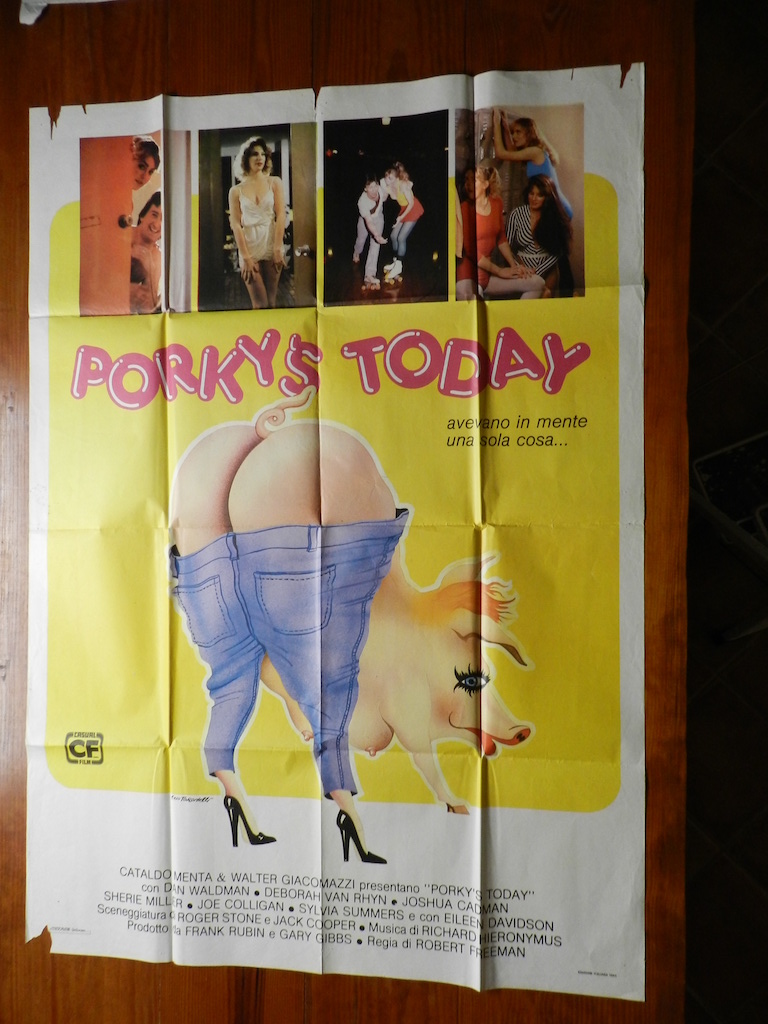 PORKY'S TODAY
avevano in mente
una sola cosa...
CASUAL
CF
FILM
CATALDO MENTA & WALTER GIACOMAZZI presentano "PORKY'S TODAY"
con DAN WALDMAN • DEBORAH VAN RHYN • JOSHUA CADMAN
SHERIE MILLER • JOE COLLIGAN • SYLVIA SUMMERS e con EILEEN DAVIDSON
Sceneggiatura di ROGER STONE e JACK COOPER • Musica di RICHARD HIERONYMUS
Prodotto da FRANK RUBIN e GARY GIBBS • Regia di ROBERT FREEMAN